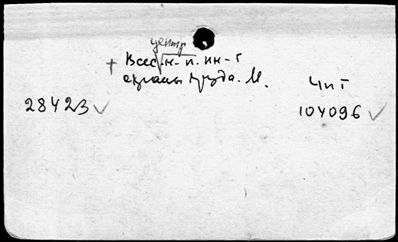 центр
† Всес. н.-и. ин-т
охраны труда. М.
Чит
28423 ✓ 104096 ✓